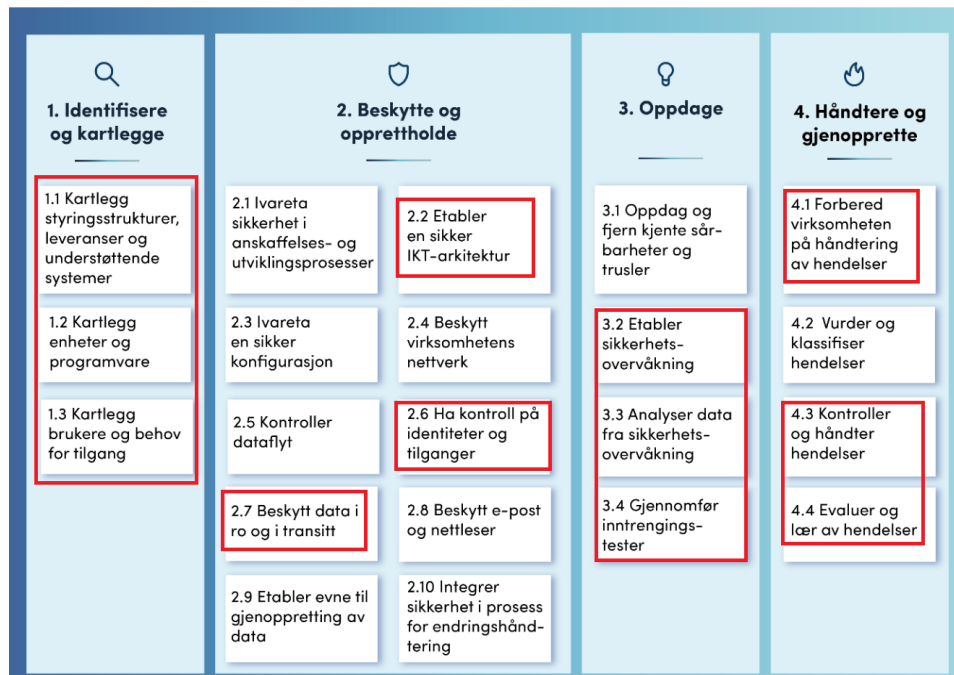 1. Identifisere
og kartlegge
1.1 Kartlegg
styringsstrukturer,
leveranser og
understøttende
systemer
1.2 Kartlegg
enheter og
programvare
1.3 Kartlegg
brukere og behov
for tilgang
2. Beskytte og
opprettholde
2.1 Ivareta
sikkerhet i
anskaffelses- og
utviklingsprosesser
2.2 Etabler
en sikker
IKT-arkitektur
2.3 Ivareta
en sikker
konfigurasjon
2.4 Beskytt
virksomhetens
nettverk
2.5 Kontroller
dataflyt
2.6 Ha kontroll på
identiteter og
tilganger
2.7 Beskytt data i
ro og i transitt
2.8 Beskytt e-post
og nettleser
2.9 Etabler evne til
gjenoppretting av
data
2.10 Integrer
sikkerhet i prosess
for endringshånd-
tering
3. Oppdage
3.1 Oppdag og
fjern kjente sår-
barheter og
trusler
3.2 Etabler
sikkerhets-
overvåkning
3.3 Analyser data
fra sikkerhets-
overvåkning
3.4 Gjennomfør
inntrengings-
tester
4. Håndtere og
gjenopprette
4.1 Forbered
virksomheten
på håndtering
av hendelser
4.2 Vurder og
klassifiser
hendelser
4.3 Kontroller
og håndter
hendelser
4.4 Evaluer og
lær av hendelser